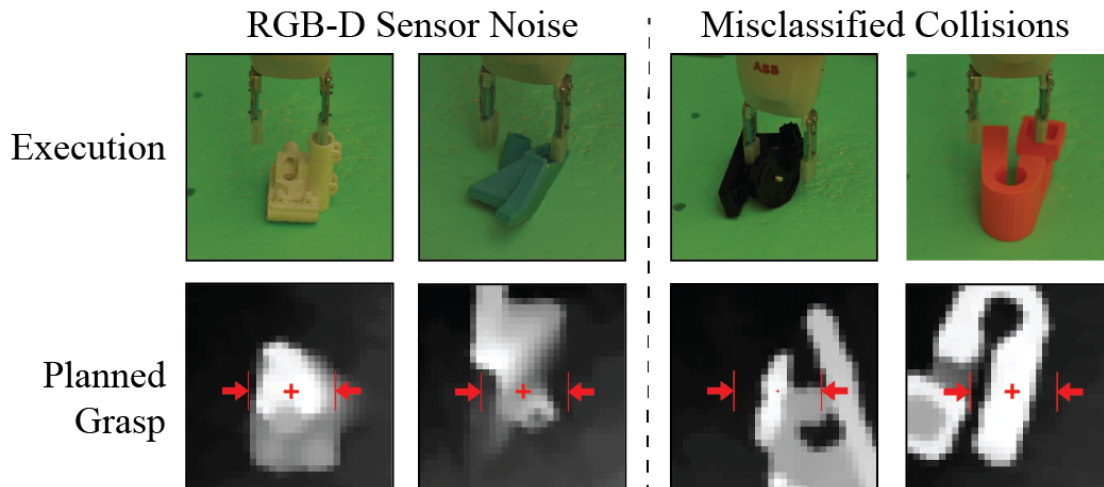 RGB-D Sensor Noise
Misclassified Collisions
Execution
ABB
Planned
Grasp